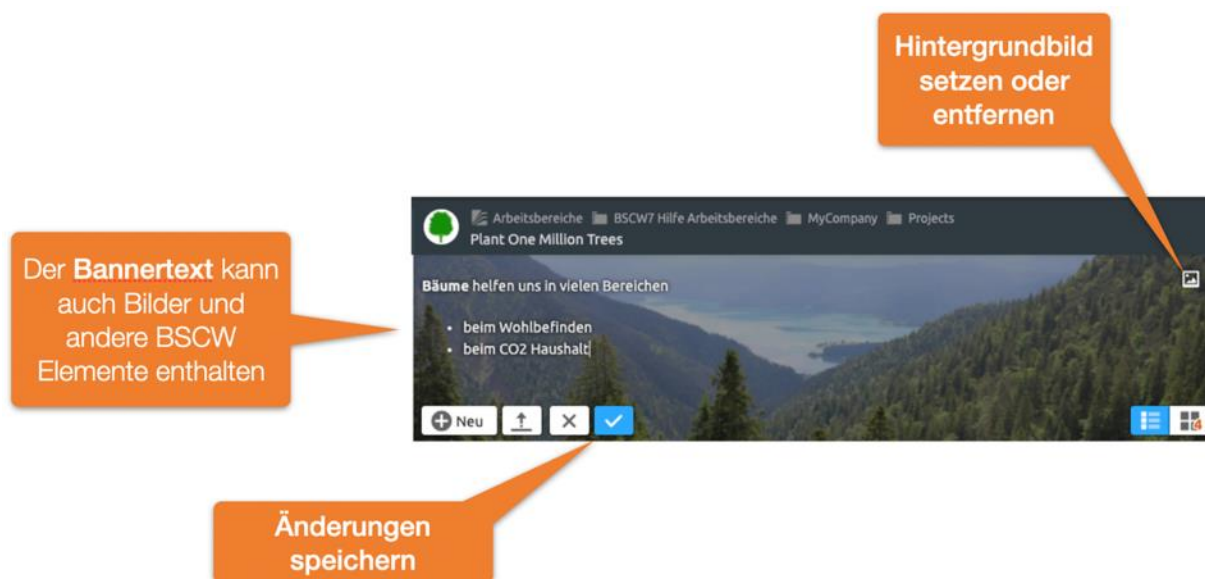 Hintergrundbild
setzen oder
entfernen
Arbeitsbereiche BSCW7 Hilfe Arbeitsbereiche MyCompany Projects
Plant One Million Trees
Der Bannertext kann
auch Bilder und
andere BSCW
Elemente enthalten
Bäume helfen uns in vielen Bereichen
• beim Wohlbefinden
• beim CO2 Haushalt
Neu
4
Änderungen
speichern